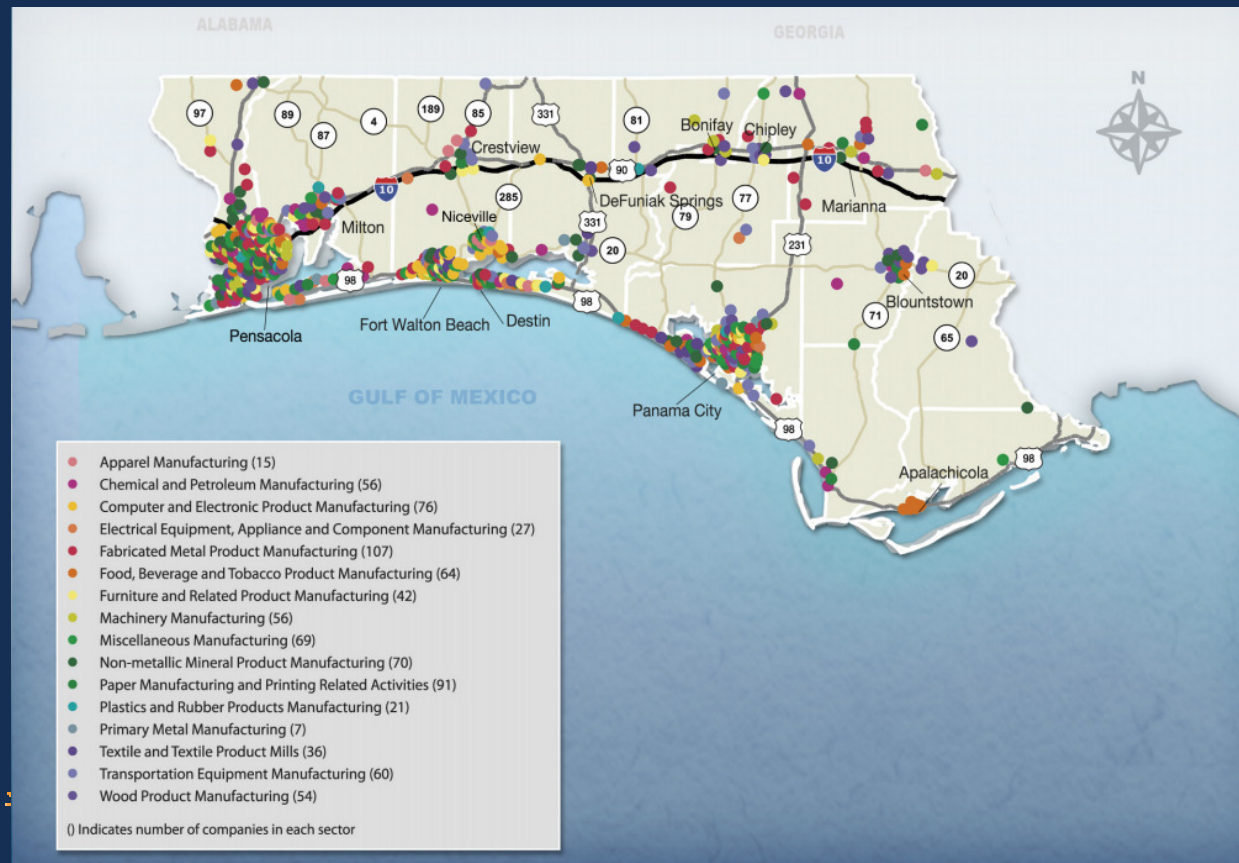 ALABAMA
GEORGIA
N
97
89
87
4
189
85
331
81
Bonifay
Chipley
Crestview
90
10
10
DeFuniak Springs
285
Niceville
Milton
79
77
Marianna
331
20
231
20
98
98
Blountstown
71
65
Pensacola
Fort Walton Beach
Destin
GULF OF MEXICO
Panama City
98
98
Apalachicola
Apparel Manufacturing (15)
Chemical and Petroleum Manufacturing (56)
Computer and Electronic Product Manufacturing (76)
Electrical Equipment, Appliance and Component Manufacturing (27)
Fabricated Metal Product Manufacturing (107)
Food, Beverage and Tobacco Product Manufacturing (64)
Furniture and Related Product Manufacturing (42)
Machinery Manufacturing (56)
Miscellaneous Manufacturing (69)
Non-metallic Mineral Product Manufacturing (70)
Paper Manufacturing and Printing Related Activities (91)
Plastics and Rubber Products Manufacturing (21)
Primary Metal Manufacturing (7)
Textile and Textile Product Mills (36)
Transportation Equipment Manufacturing (60)
Wood Product Manufacturing (54)
() Indicates number of companies in each sector